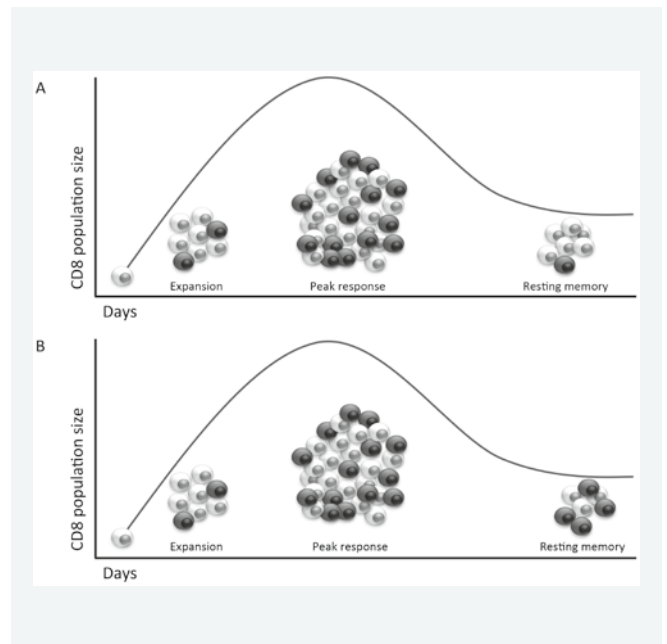 A
CD8 population size
Expansion
Peak response
Resting memory
Days
B
CD8 population size
Expansion
Peak response
Resting memory
Days